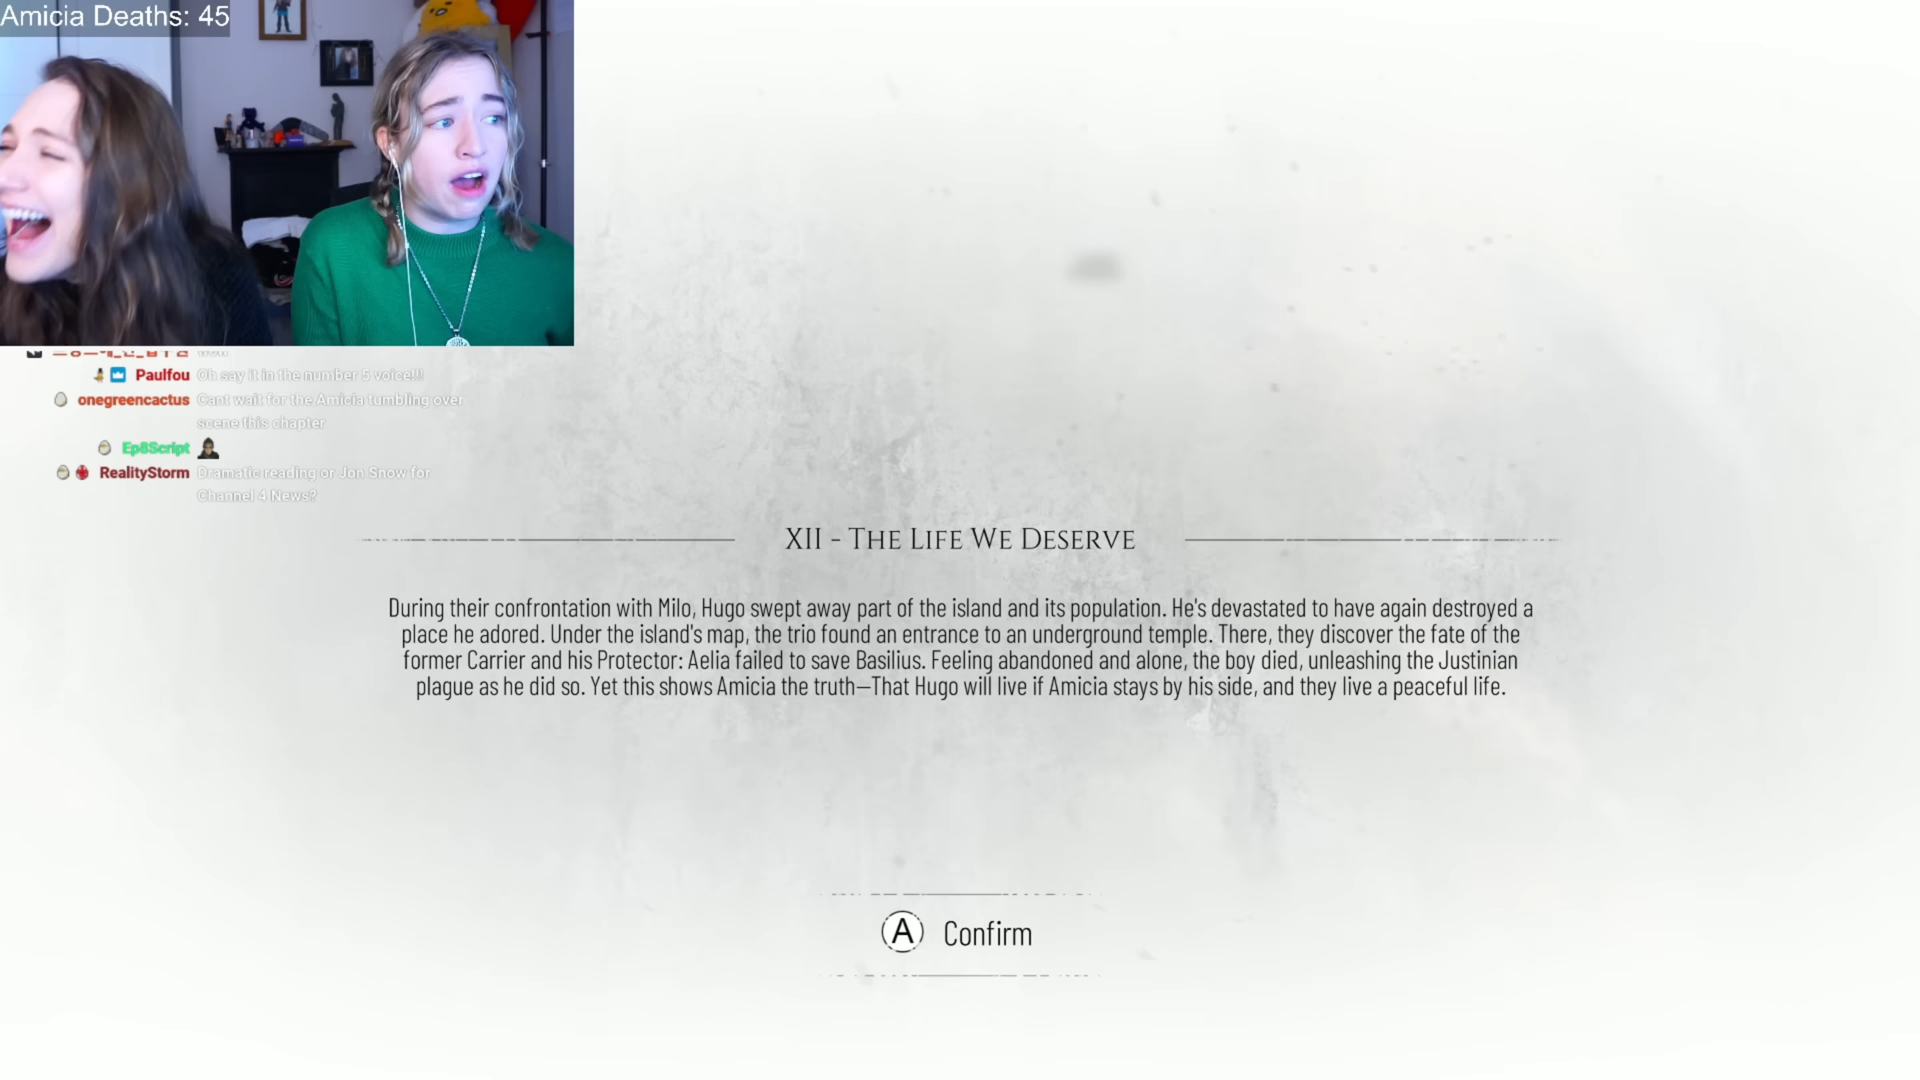 Amicia Deaths: 45
Paulfou Oh say it in the number 5 voice!!!
onegreencactus Cant wait for the Amicia tumbling over
scene this chapter
Ep8Script
RealityStorm Dramatic reading or Jon Snow for
Channel 4 News?
XII - The Life We Deserve
During their confrontation with Milo, Hugo swept away part of the island and its population. He's devastated to have again destroyed a
place he adored. Under the island's map, the trio found an entrance to an underground temple. There, they discover the fate of the
former Carrier and his Protector: Aelia failed to save Basilius. Feeling abandoned and alone, the boy died, unleashing the Justinian
plague as he did so. Yet this shows Amicia the truth—That Hugo will live if Amicia stays by his side, and they live a peaceful life.
A Confirm